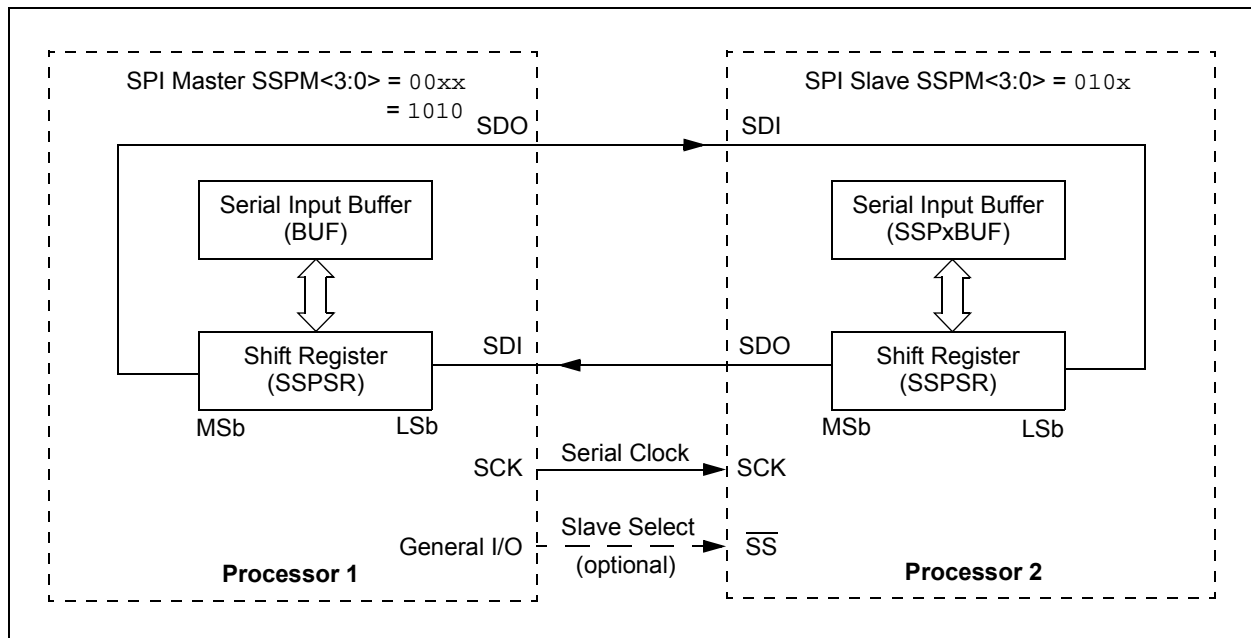 SPI Master SSPM<3:0> = 00xx
= 1010
SDO
Serial Input Buffer
(BUF)
Shift Register
(SSPSR)
MSb
LSb
SDI
SCK
General I/O
Processor 1
Serial Clock
Slave Select
(optional)
SPI Slave SSPM<3:0> = 010x
SDI
Serial Input Buffer
(SSPxBUF)
SDO
Shift Register
(SSPSR)
MSb
LSb
SCK
SS
Processor 2